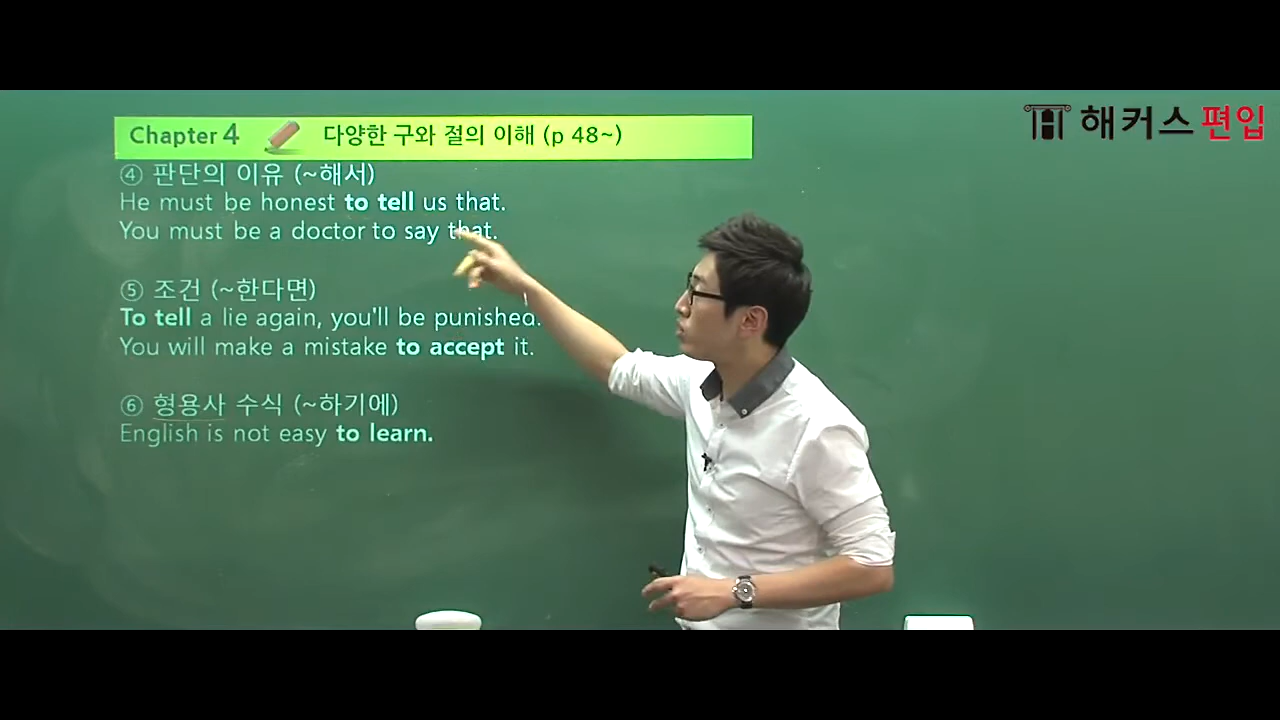 해커스편입
Chapter 4 다양한 구와 절의 이해 (p 48~)
④ 판단의 이유 (~해서)
He must be honest to tell us that.
You must be a doctor to say that.
⑤ 조건 (~한다면)
To tell a lie again, you'll be punished.
You will make a mistake to accept it.
⑥ 형용사 수식 (~하기에)
English is not easy to learn.